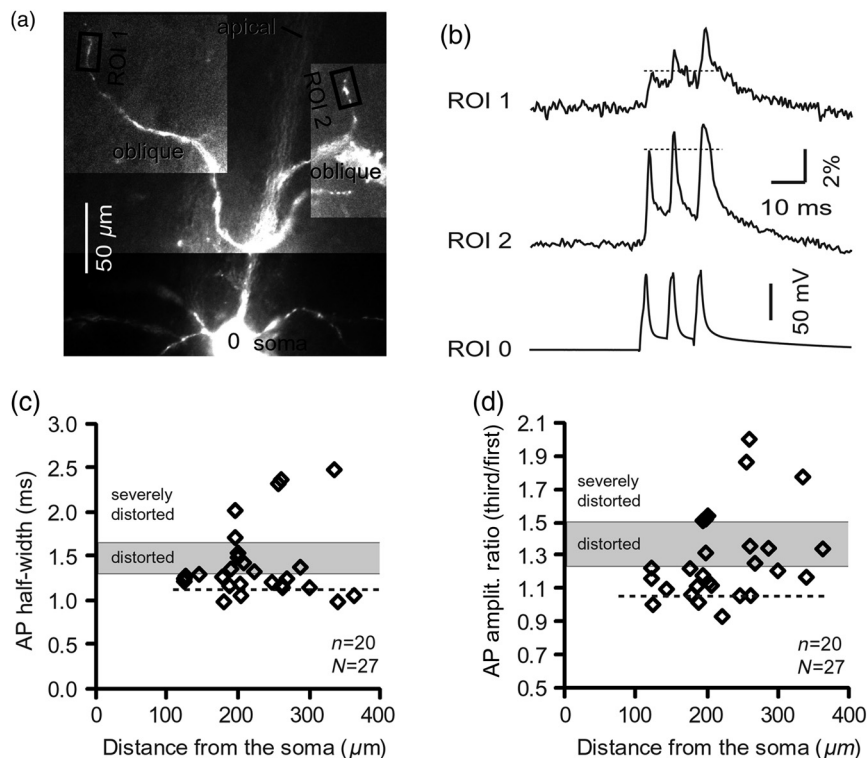 (a)
apical
ROI 1
ROI 2
oblique
oblique
50 µm
0 soma
(b)
ROI 1
ROI 2
2%
10 ms
50 mV
ROI 0
(c)
3.0
2.5
2.0
1.5
1.0
0.5
0.0
AP half-width (ms)
severely
distorted
distorted
n=20
N=27
0 100 200 300 400
Distance from the soma (µm)
(d)
2.1
1.9
1.7
1.5
1.3
1.1
0.9
0.7
0.5
AP amplit. ratio (third/first)
severely
distorted
distorted
n=20
N=27
0 100 200 300 400
Distance from the soma (µm)